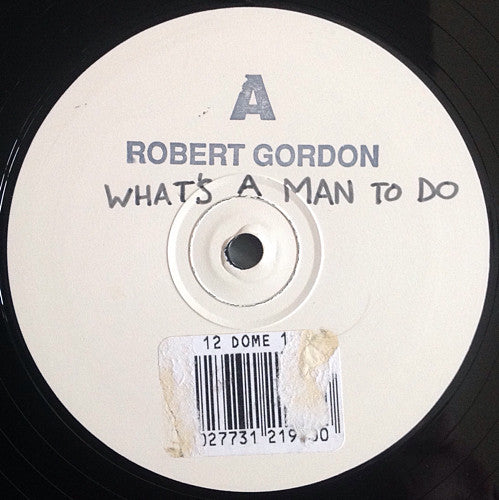 A
ROBERT GORDON
WHAT'S A MAN TO DO
12 DOME 1
027731 219